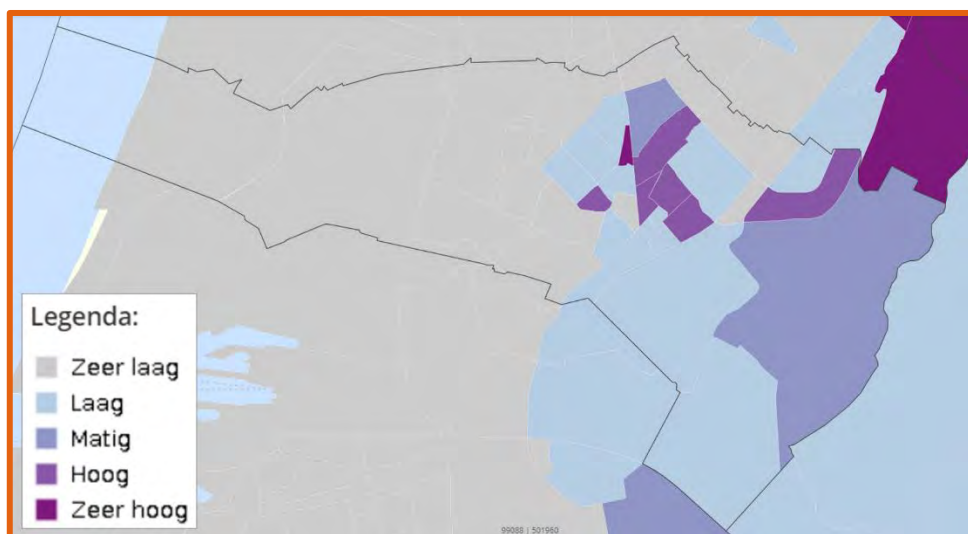 Legenda:
Zeer laag
Laag
Matig
Hoog
Zeer hoog
99088 | 501960